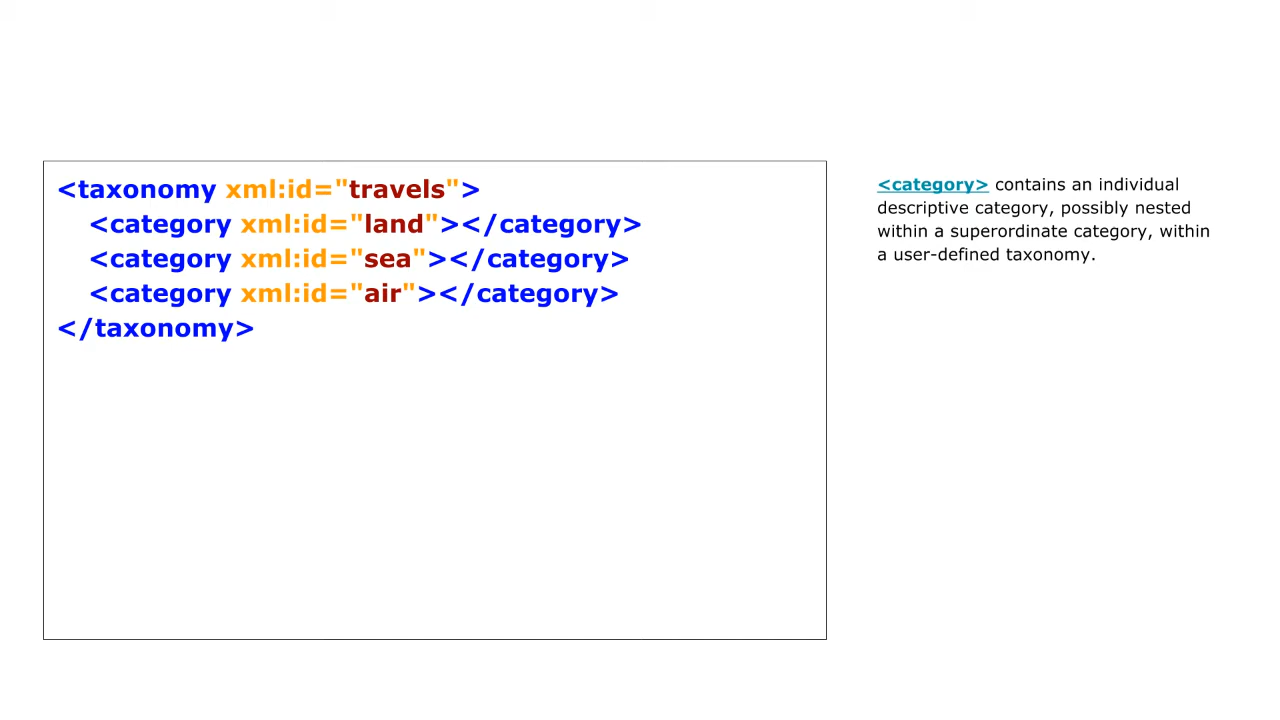 <taxonomy xml:id="travels">
<category xml:id="land"></category>
<category xml:id="sea"></category>
<category xml:id="air"></category>
</taxonomy>
<category> contains an individual
descriptive category, possibly nested
within a superordinate category, within
a user-defined taxonomy.